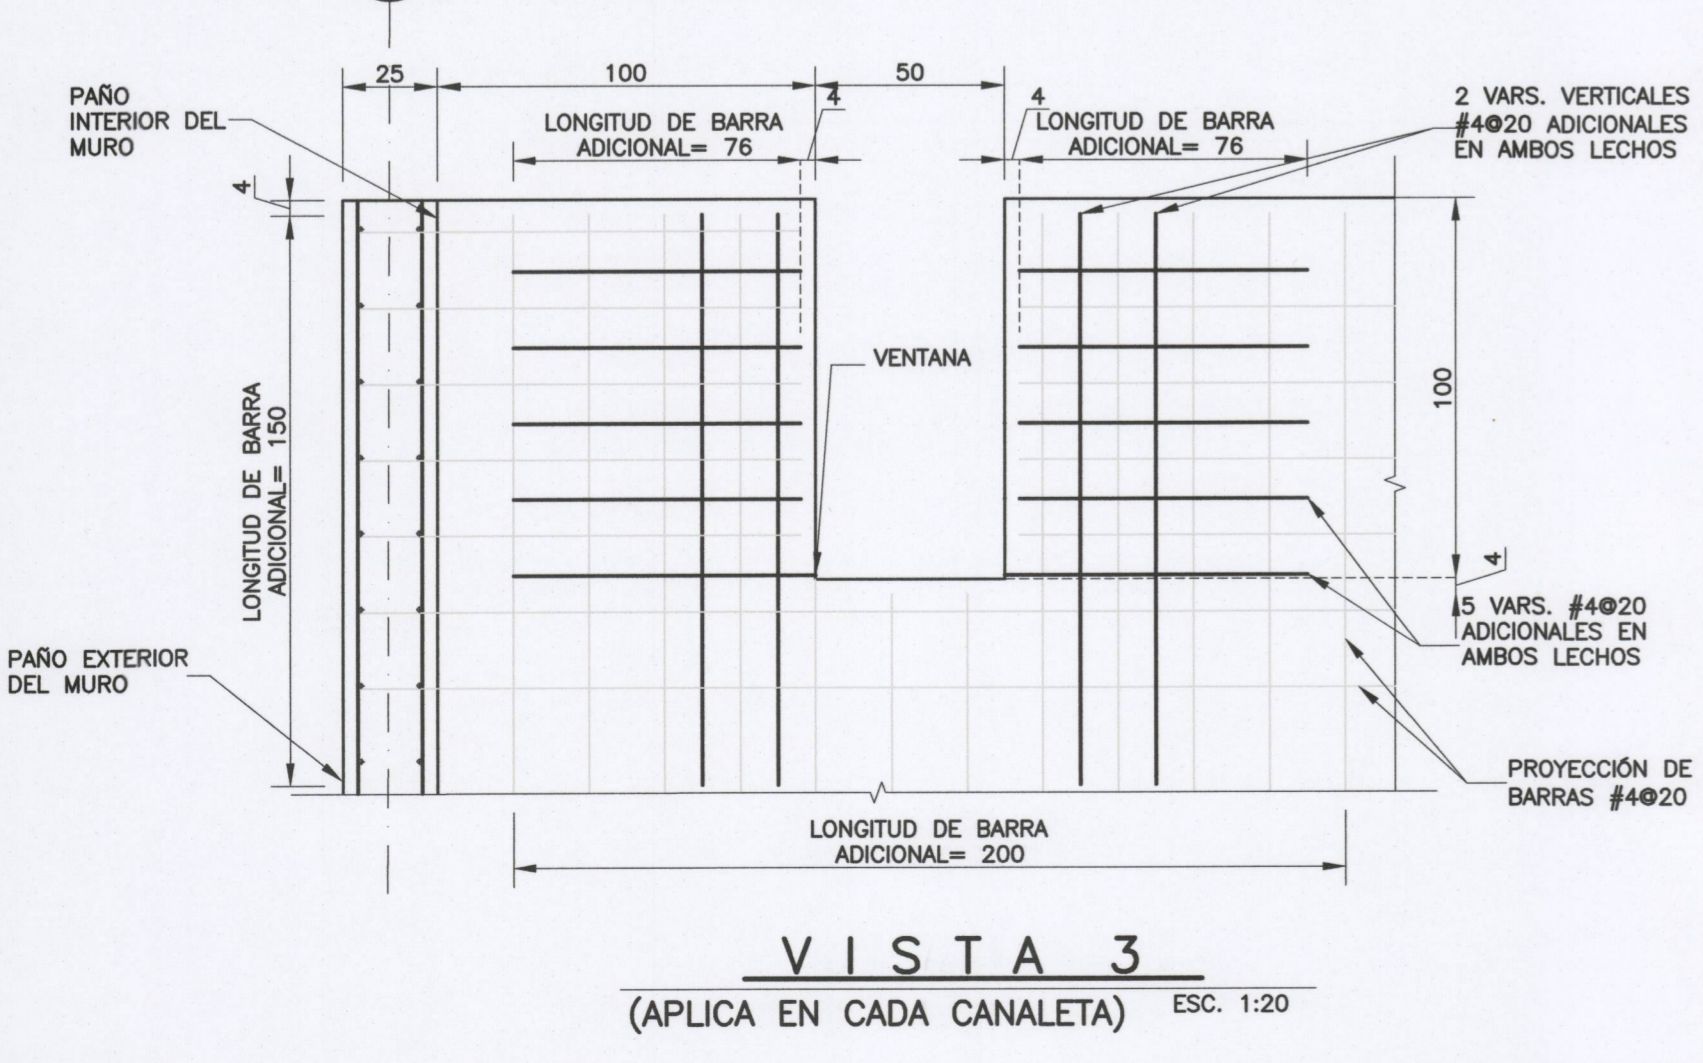 25
100
50
PAÑO
INTERIOR DEL
MURO
LONGITUD DE BARRA
ADICIONAL= 76
4
4
LONGITUD DE BARRA
ADICIONAL= 76
2 VARS. VERTICALES
#4@20 ADICIONALES
EN AMBOS LECHOS
4
LONGITUD DE BARRA
ADICIONAL= 150
VENTANA
100
4
5 VARS. #4@20
ADICIONALES EN
AMBOS LECHOS
PAÑO EXTERIOR
DEL MURO
PROYECCIÓN DE
BARRAS #4@20
LONGITUD DE BARRA
ADICIONAL= 200
VISTA 3
(APLICA EN CADA CANALETA) ESC. 1:20